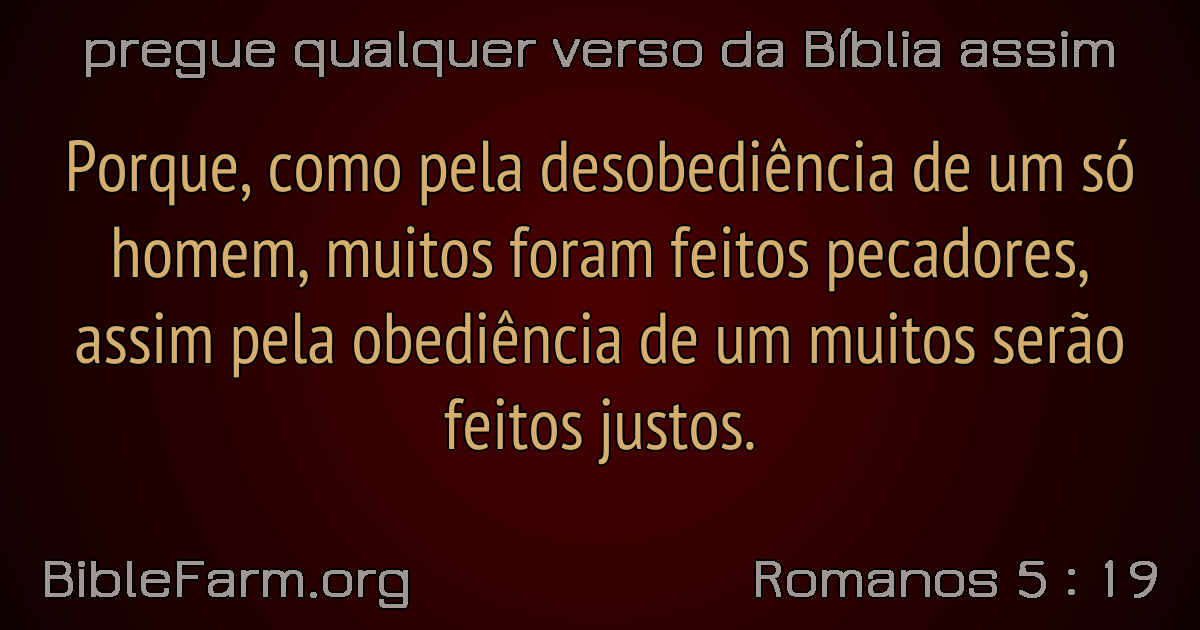 pregue qualquer verso da Bíblia assim
Porque, como pela desobediência de um só
homem, muitos foram feitos pecadores,
assim pela obediência de um muitos serão
feitos justos.
BibleFarm.org
Romanos 5 : 19